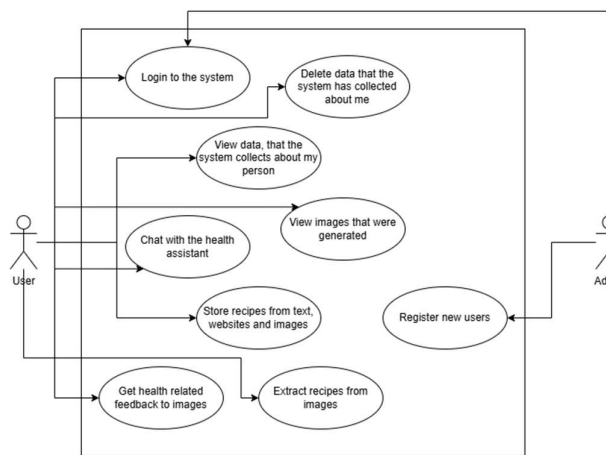 Login to the system
Delete data that the
system has collected
about me
View data, that the
system collects about my
person
View images that were
generated
Chat with the health
assistant
User
Store recipes from text,
websites and images
Register new users
Get health related
feedback to images
Extract recipes from
images